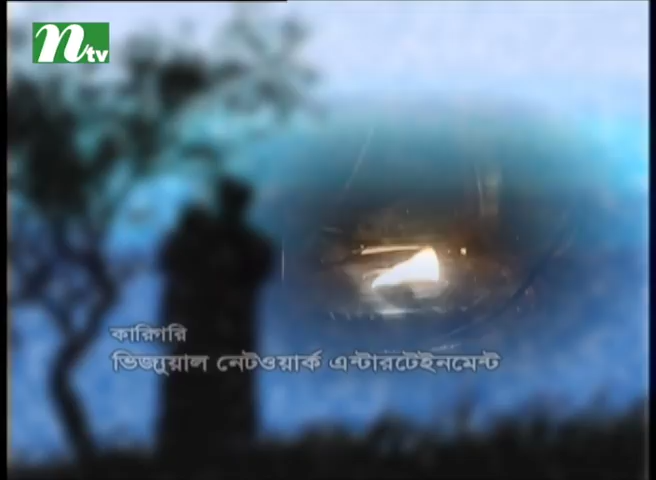 ntv
কারিগরি
ভিজ্যুয়াল নেটওয়ার্ক এন্টারটেইনমেন্ট